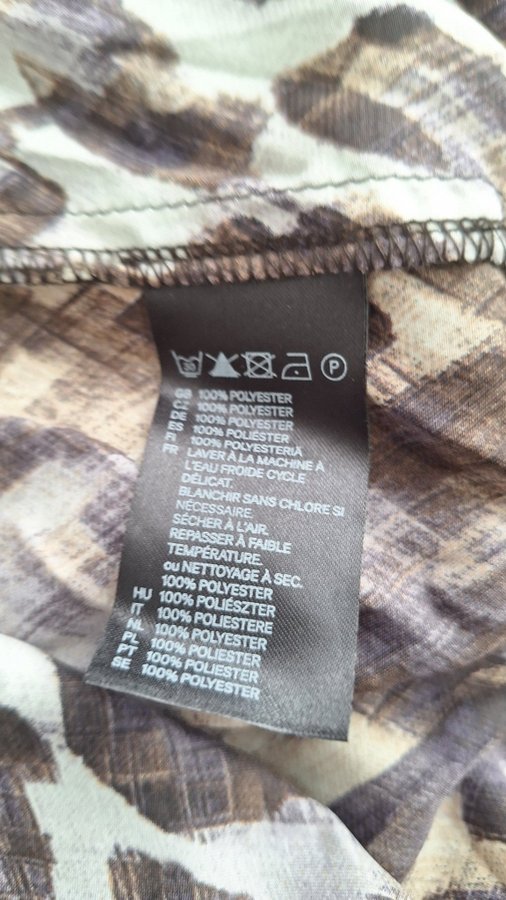 30
P
GB 100% POLYESTER
CZ 100% POLYESTER
DE 100% POLYESTER
ES 100% POLIÉSTER
FI 100% POLYESTERIÄ
FR LAVER À LA MACHINE À
L'EAU FROIDE CYCLE
DÉLICAT.
BLANCHIR SANS CHLORE SI
NÉCESSAIRE.
SÉCHER À L'AIR.
REPASSER À FAIBLE
TEMPÉRATURE.
ou NETTOYAGE À SEC.
100% POLYESTER
HU 100% POLIÉSZTER
IT 100% POLIESTERE
NL 100% POLYESTER
PL 100% POLIESTER
PT 100% POLIESTER
SE 100% POLYESTER